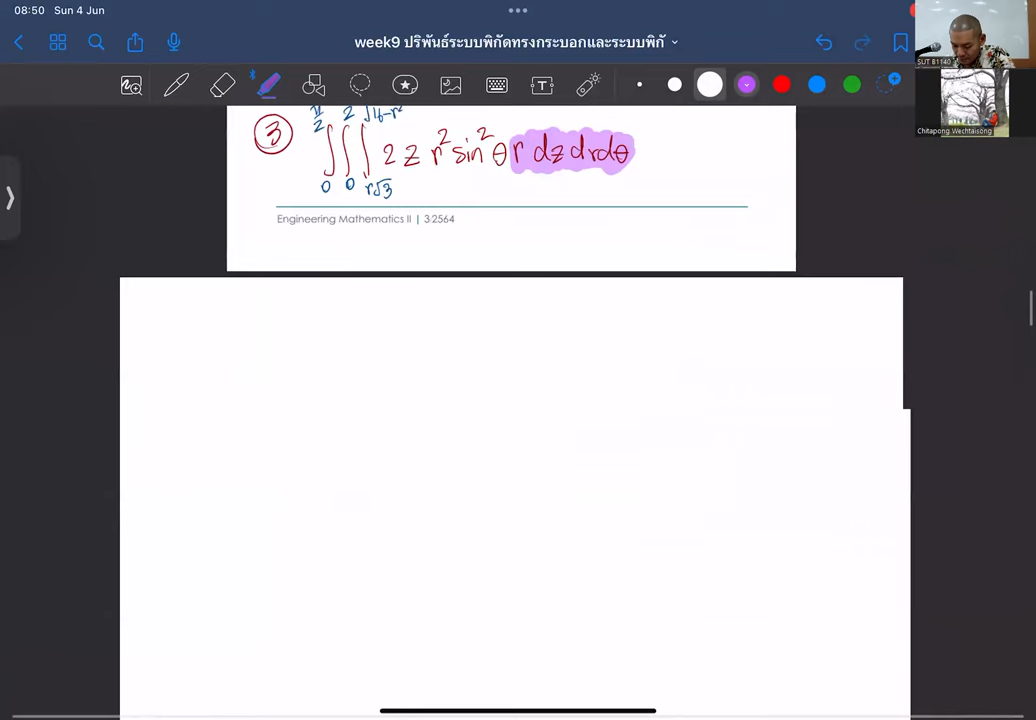 08:50 Sun 4 Jun
week9 ปริพันธ์ระบบพิกัดทรงกระบอกและระบบพิกั
SUT B1140
Chitapong Wechtaisong
③ ∫₀^{π/2} ∫₀^{2} ∫_{r√3}^{√16-r²} 2 z r² sin² θ r dz dr dθ
Engineering Mathematics II | 3-2564